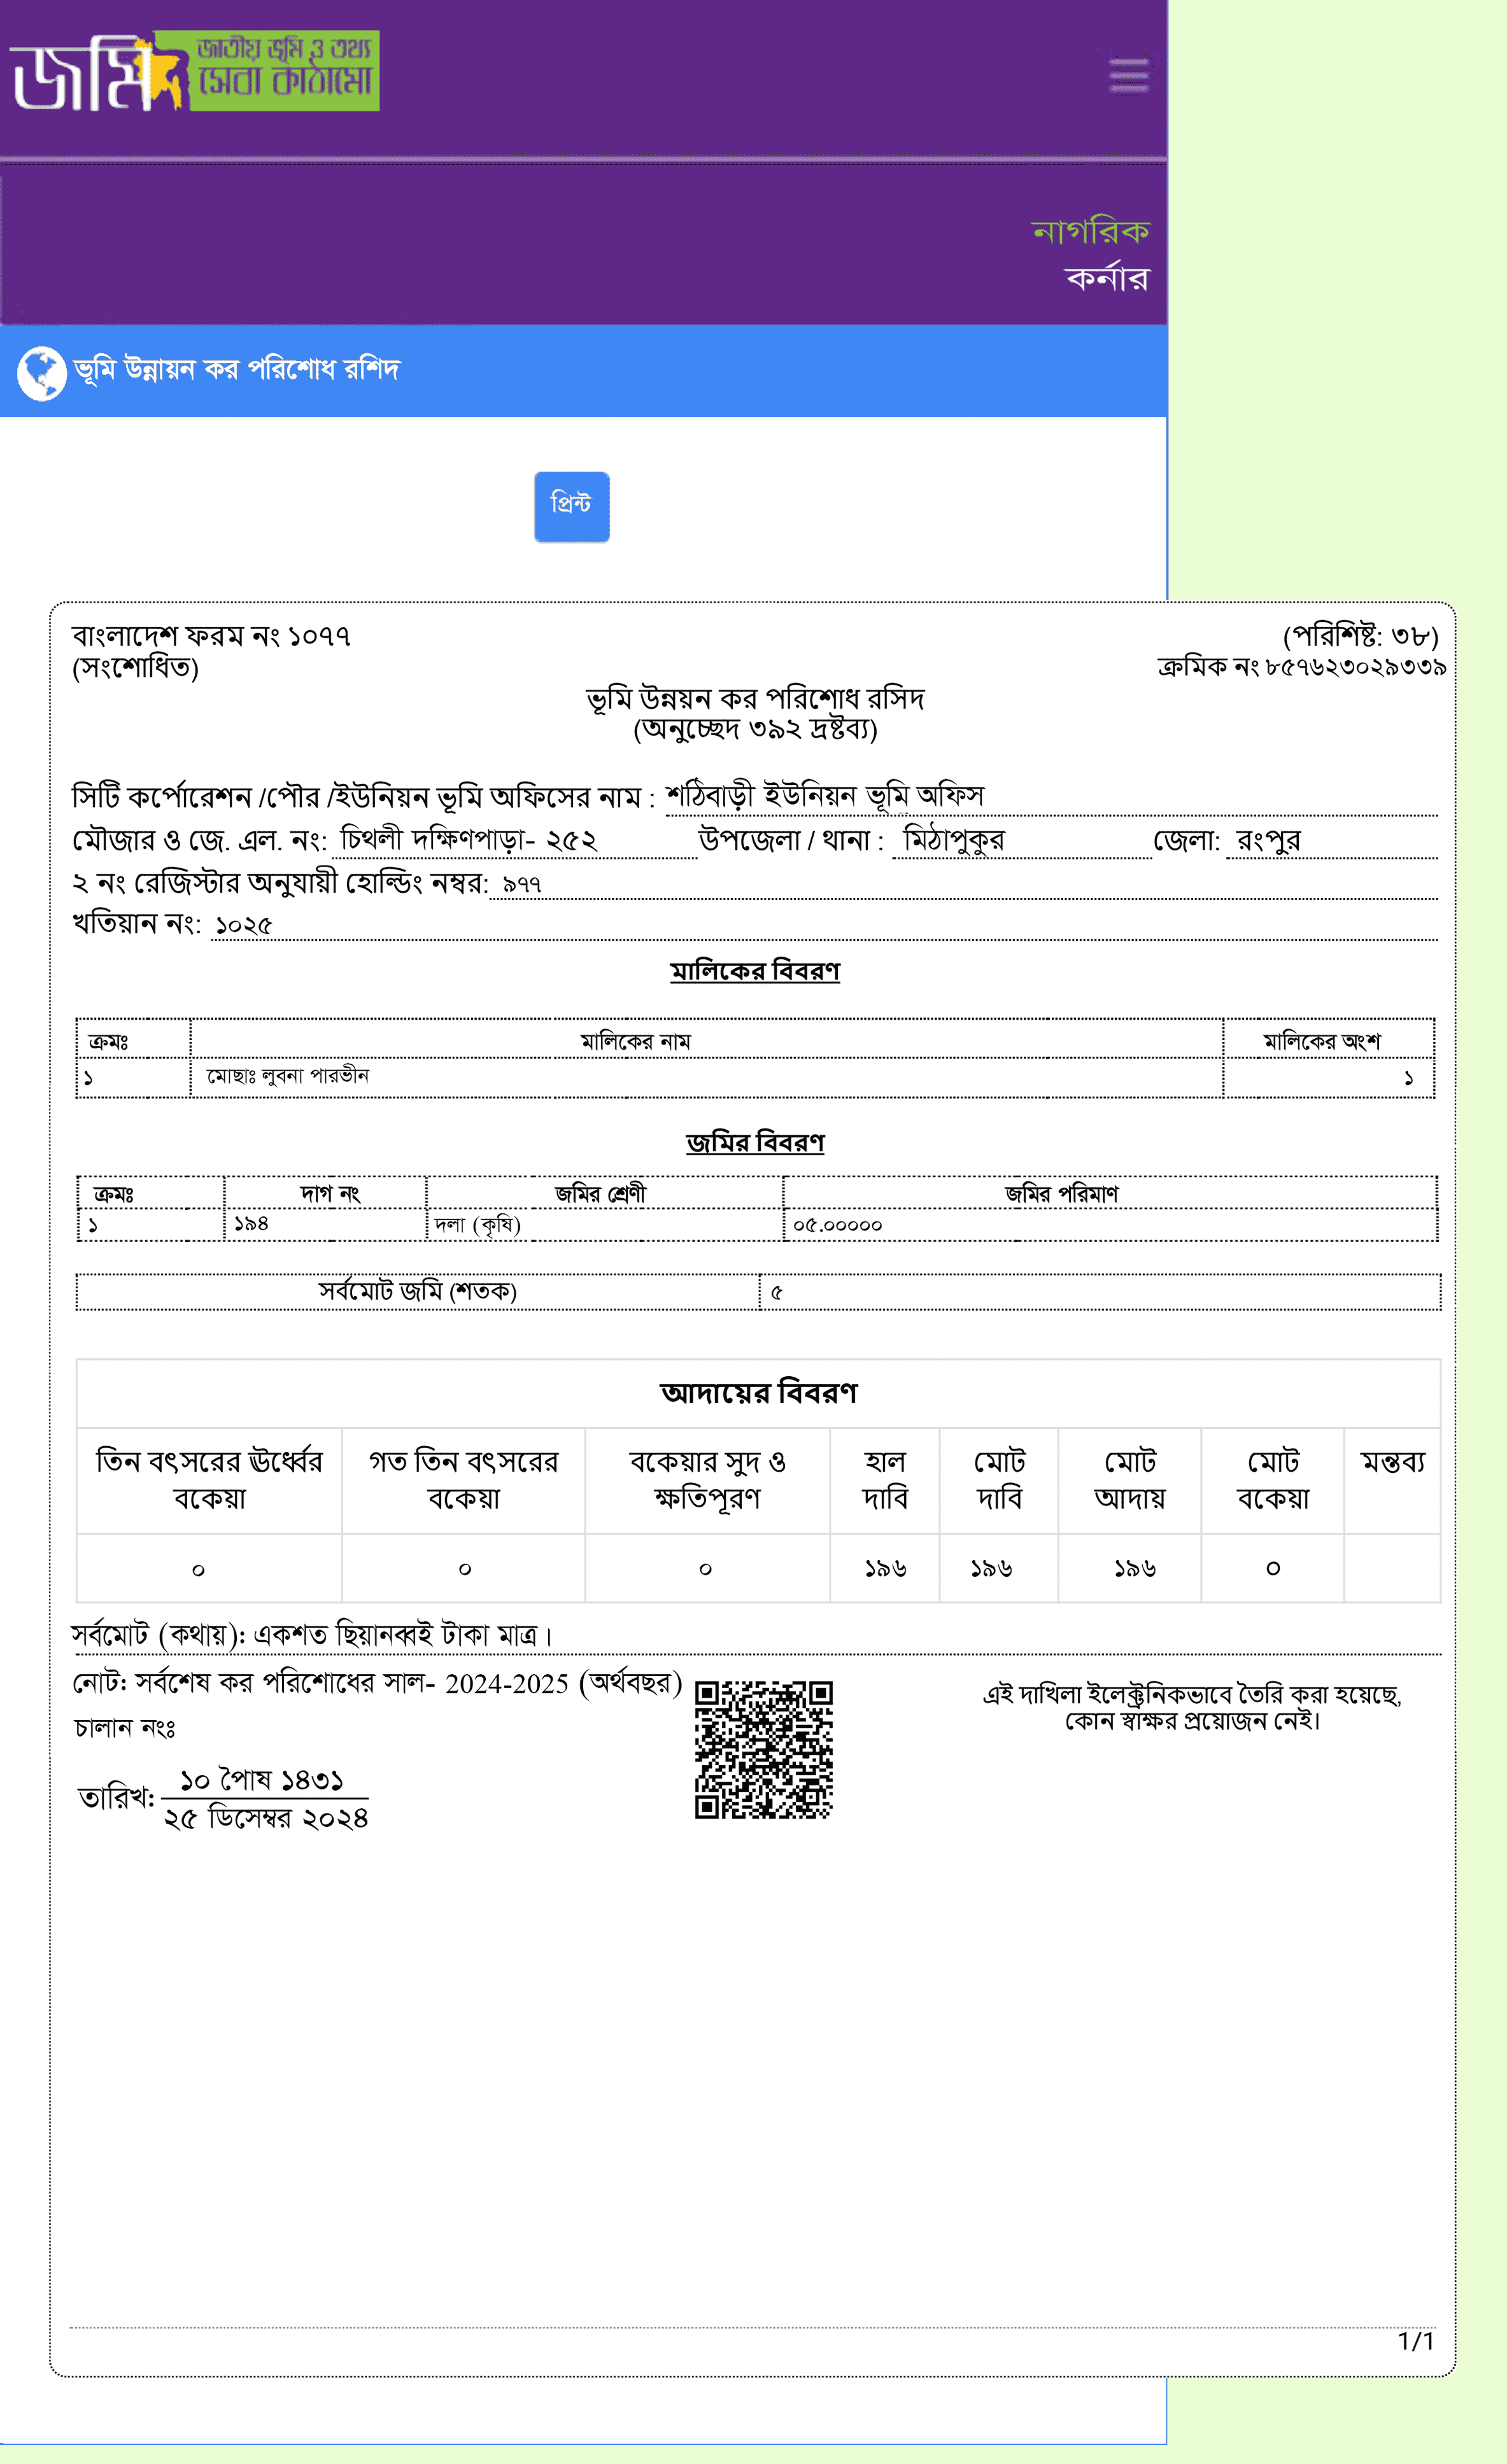 জমি জাতীয় ভূমি ও তথ্য
সেবা কাঠামো
নাগরিক
কর্নার
ভূমি উন্নায়ন কর পরিশোধ রশিদ
প্রিন্ট
বাংলাদেশ ফরম নং ১০৭৭ (পরিশিষ্ট: ৩৮)
(সংশোধিত) ক্রমিক নং ৮৫৭৬২৩০২৯৩৩৯
ভূমি উন্নয়ন কর পরিশোধ রসিদ
(অনুচ্ছেদ ৩৯২ দ্রষ্টব্য)
সিটি কর্পোরেশন /পৌর /ইউনিয়ন ভূমি অফিসের নাম : শঠিবাড়ী ইউনিয়ন ভূমি অফিস
মৌজার ও জে. এল. নং: চিথলী দক্ষিণপাড়া- ২৫২ উপজেলা / থানা : মিঠাপুকুর জেলা: রংপুর
২ নং রেজিস্টার অনুযায়ী হোল্ডিং নম্বর: ৯৭৭
খতিয়ান নং: ১০২৫
মালিকের বিবরণ
ক্রমঃ মালিকের নাম মালিকের অংশ
১ মোছাঃ লুবনা পারভীন ১
জমির বিবরণ
ক্রমঃ দাগ নং জমির শ্রেণী জমির পরিমাণ
১ ১৯৪ দলা (কৃষি) ০৫.০০০০০
সর্বমোট জমি (শতক) ৫
আদায়ের বিবরণ
তিন বৎসরের ঊর্ধ্বের গত তিন বৎসরের বকেয়ার সুদ ও হাল মোট মোট মোট মন্তব্য
বকেয়া বকেয়া ক্ষতিপূরণ দাবি দাবি আদায় বকেয়া
০ ০ ০ ১৯৬ ১৯৬ ১৯৬ ০
সর্বমোট (কথায়): একশত ছিয়ানব্বই টাকা মাত্র।
নোট: সর্বশেষ কর পরিশোধের সাল- 2024-2025 (অর্থবছর)
এই দাখিলা ইলেক্ট্রনিকভাবে তৈরি করা হয়েছে,
কোন স্বাক্ষর প্রয়োজন নেই।
চালান নংঃ
তারিখ: ১০ পৈাষ ১৪৩১
২৫ ডিসেম্বর ২০২৪
1/1